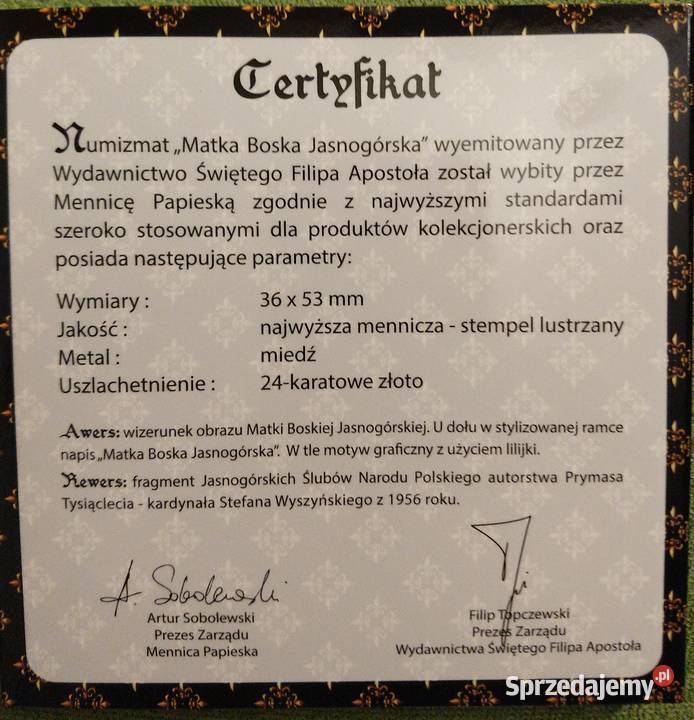 Certyfikat
Numizmat „Matka Boska Jasnogórska” wyemitowany przez
Wydawnictwo Świętego Filipa Apostoła został wybity przez
Mennicę Papieską zgodnie z najwyższymi standardami
szeroko stosowanymi dla produktów kolekcjonerskich oraz
posiada następujące parametry:
Wymiary : 36 x 53 mm
Jakość : najwyższa mennicza - stempel lustrzany
Metal : miedź
Uszlachetnienie : 24-karatowe złoto
Awers: wizerunek obrazu Matki Boskiej Jasnogórskiej. U dołu w stylizowanej ramce
napis „Matka Boska Jasnogórska”. W tle motyw graficzny z użyciem lilijki.
Rewers: fragment Jasnogórskich Ślubów Narodu Polskiego autorstwa Prymasa
Tysiąclecia - kardynała Stefana Wyszyńskiego z 1956 roku.
A. Sobolewski
Artur Sobolewski
Prezes Zarządu
Mennica Papieska
Filip Topczewski
Prezes Zarządu
Wydawnictwa Świętego Filipa Apostoła
Sprzedajemy.pl